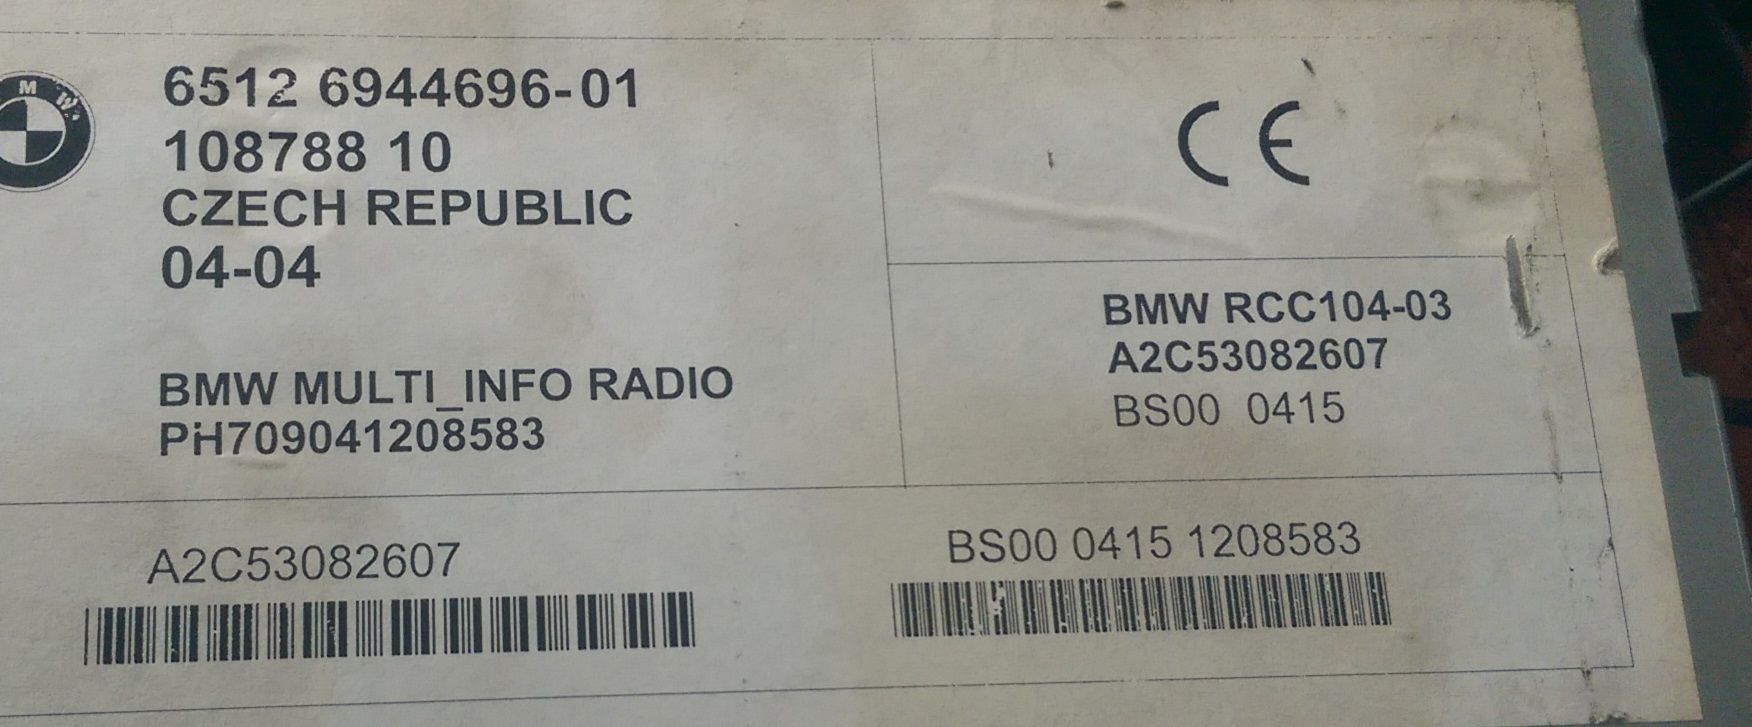 M W
6512 6944696-01
108788 10
CZECH REPUBLIC
04-04
BMW MULTI_INFO RADIO
PH709041208583
CE
BMW RCC104-03
A2C53082607
BS00 0415
A2C53082607
BS00 0415 1208583